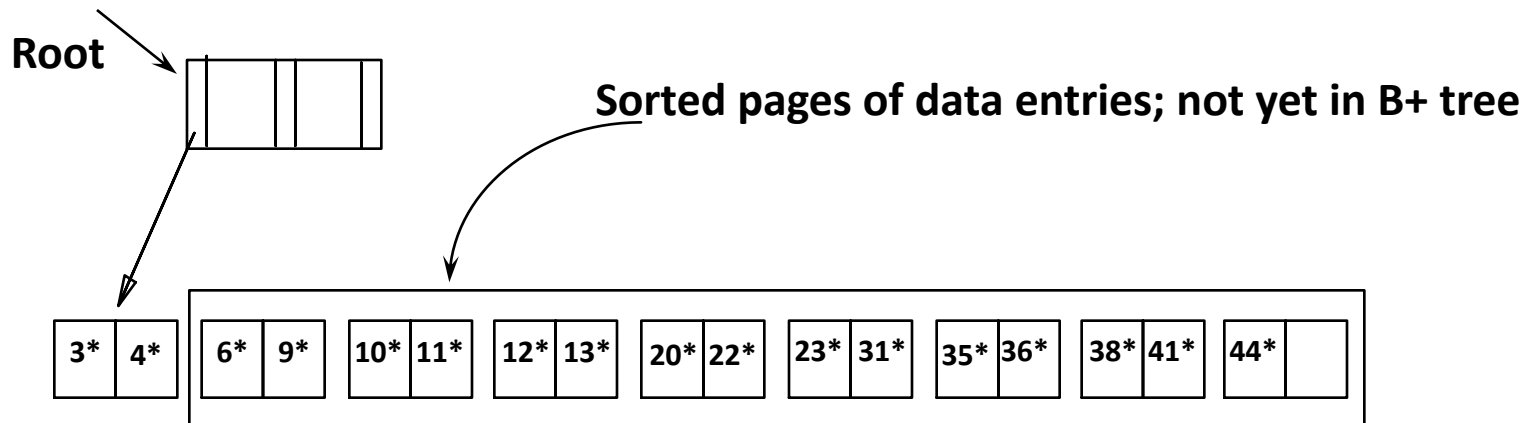 Root
Sorted pages of data entries; not yet in B+ tree
3* 4* 6* 9* 10* 11* 12* 13* 20* 22* 23* 31* 35* 36* 38* 41* 44*